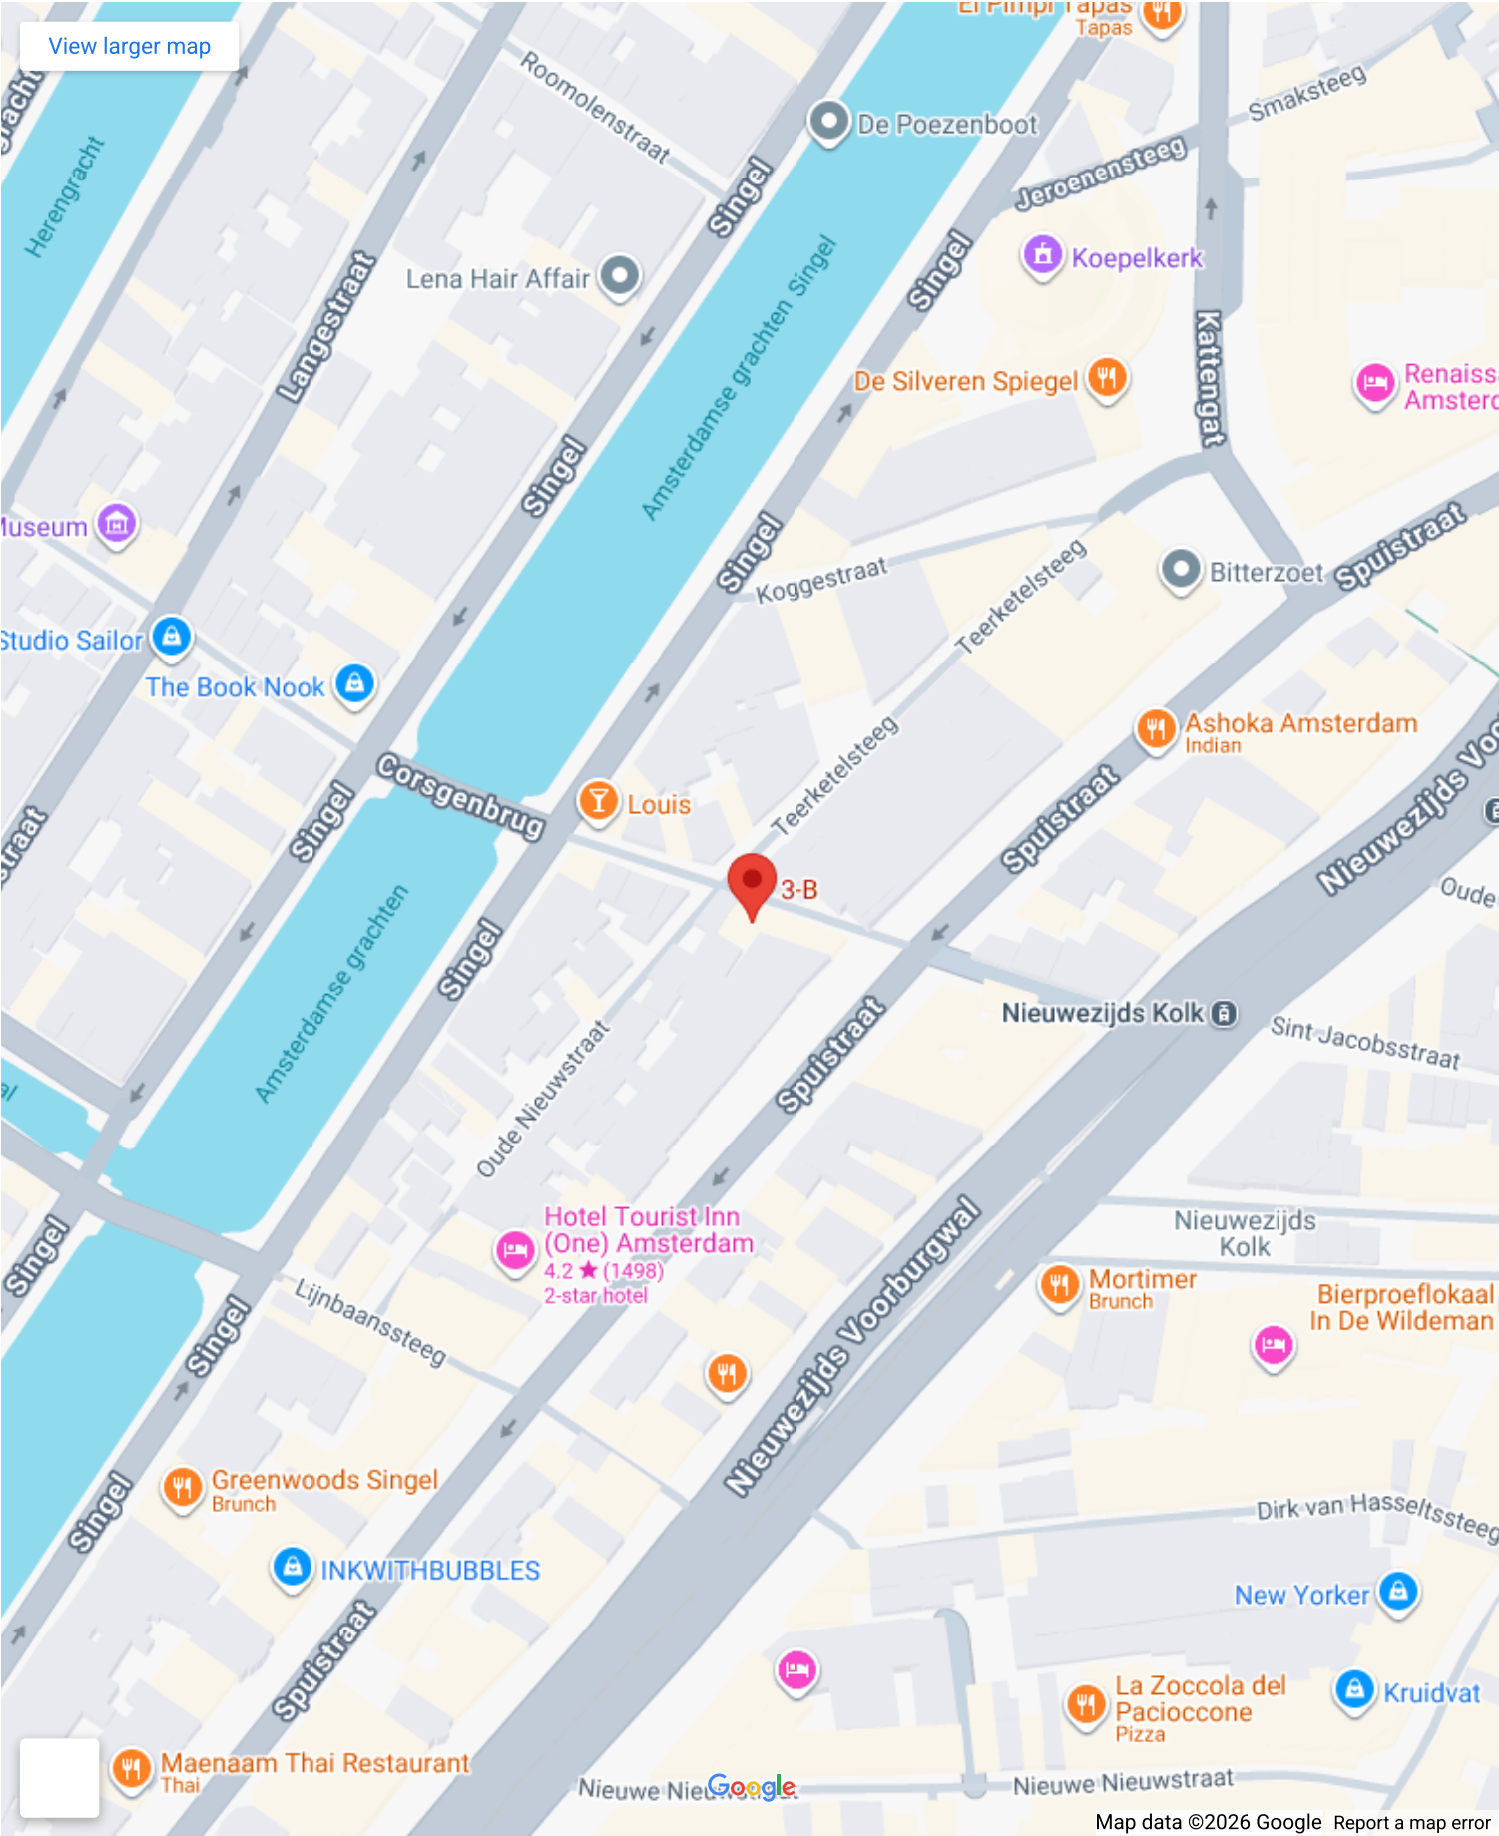 View larger map
El Pimpi Tapas
Tapas
Roomolenstraat
Smaksteeg
De Poezenboot
Herengracht
Singel
Jeroenensteeg
Koepelkerk
Lena Hair Affair
Langestraat
Amsterdamse grachten Singel
Singel
Kattengat
De Silveren Spiegel
Singel
Museum
Singel
Koggestraat
Teerketelsteeg
Bitterzoet
Spuistraat
Studio Sailor
The Book Nook
Ashoka Amsterdam
Indian
Corsgenbrug
Louis
Teerketelsteeg
Singel
Spuistraat
3-B
Amsterdamse grachten
Singel
Nieuwezijds Kolk
Sint Jacobsstraat
Spuistraat
Oude Nieuwstraat
Hotel Tourist Inn
(One) Amsterdam
4.2 ★ (1498)
2-star hotel
Nieuwezijds
Kolk
Singel
Lijnbaanssteeg
Singel
Nieuwezijds Voorburgwal
Mortimer
Brunch
Bierproeflokaal
In De Wildeman
Greenwoods Singel
Brunch
Singel
Dirk van Hasseltssteeg
INKWITHBUBBLES
New Yorker
Spuistraat
La Zoccola del
Pacioccone
Pizza
Kruidvat
Maenaam Thai Restaurant
Thai
Google
Nieuwe Nieuwstraat
Map data ©2026 Google
Report a map error